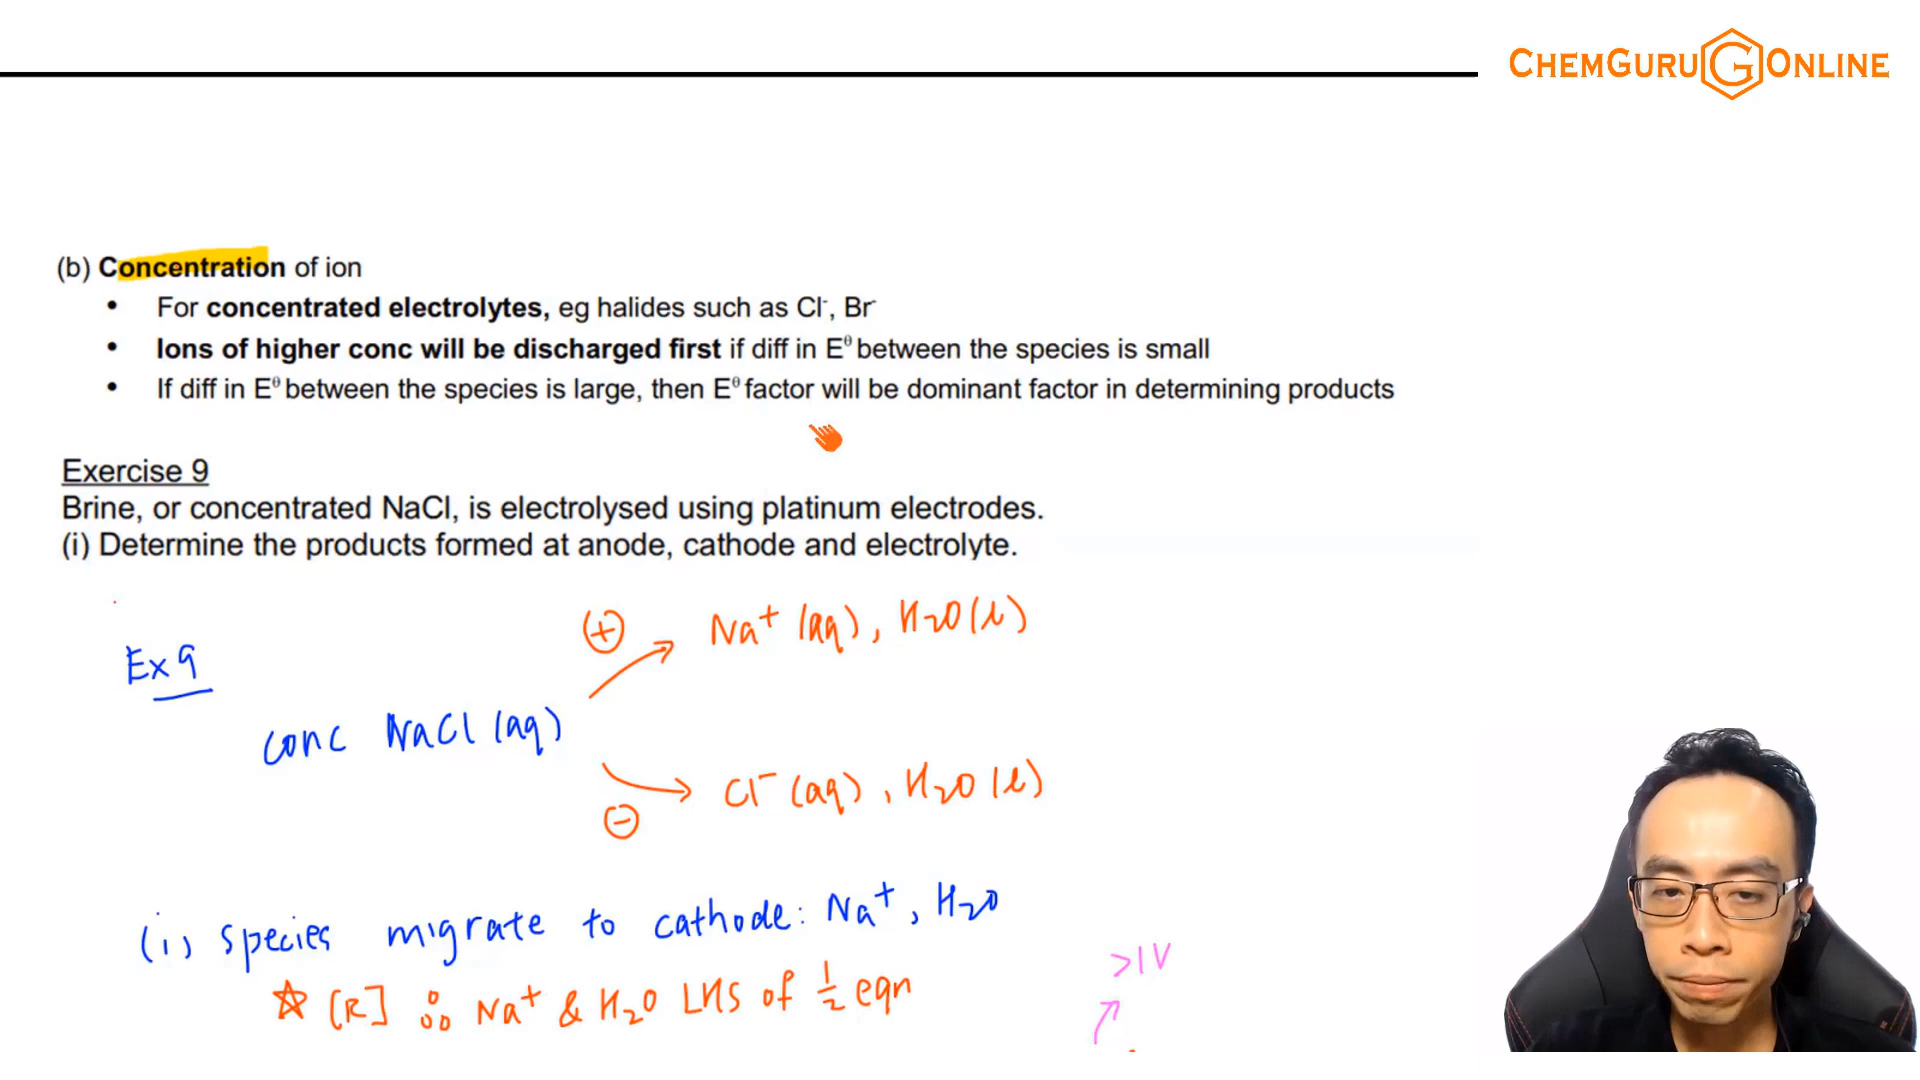 CHEMGURU G ONLINE
(b) Concentration of ion
• For concentrated electrolytes, eg halides such as Cl⁻, Br⁻
• Ions of higher conc will be discharged first if diff in Eᶿ between the species is small
• If diff in Eᶿ between the species is large, then Eᶿ factor will be dominant factor in determining products
Exercise 9
Brine, or concentrated NaCl, is electrolysed using platinum electrodes.
(i) Determine the products formed at anode, cathode and electrolyte.
(+) Na⁺ (aq), H₂O(l)
Ex 9
conc NaCl (aq)
Cl⁻ (aq), H₂O (l)
(-)
(i) species migrate to cathode: Na⁺, H₂O
>1V
☆ [R] ∴ Na⁺ & H₂O LHS of ½ eqn